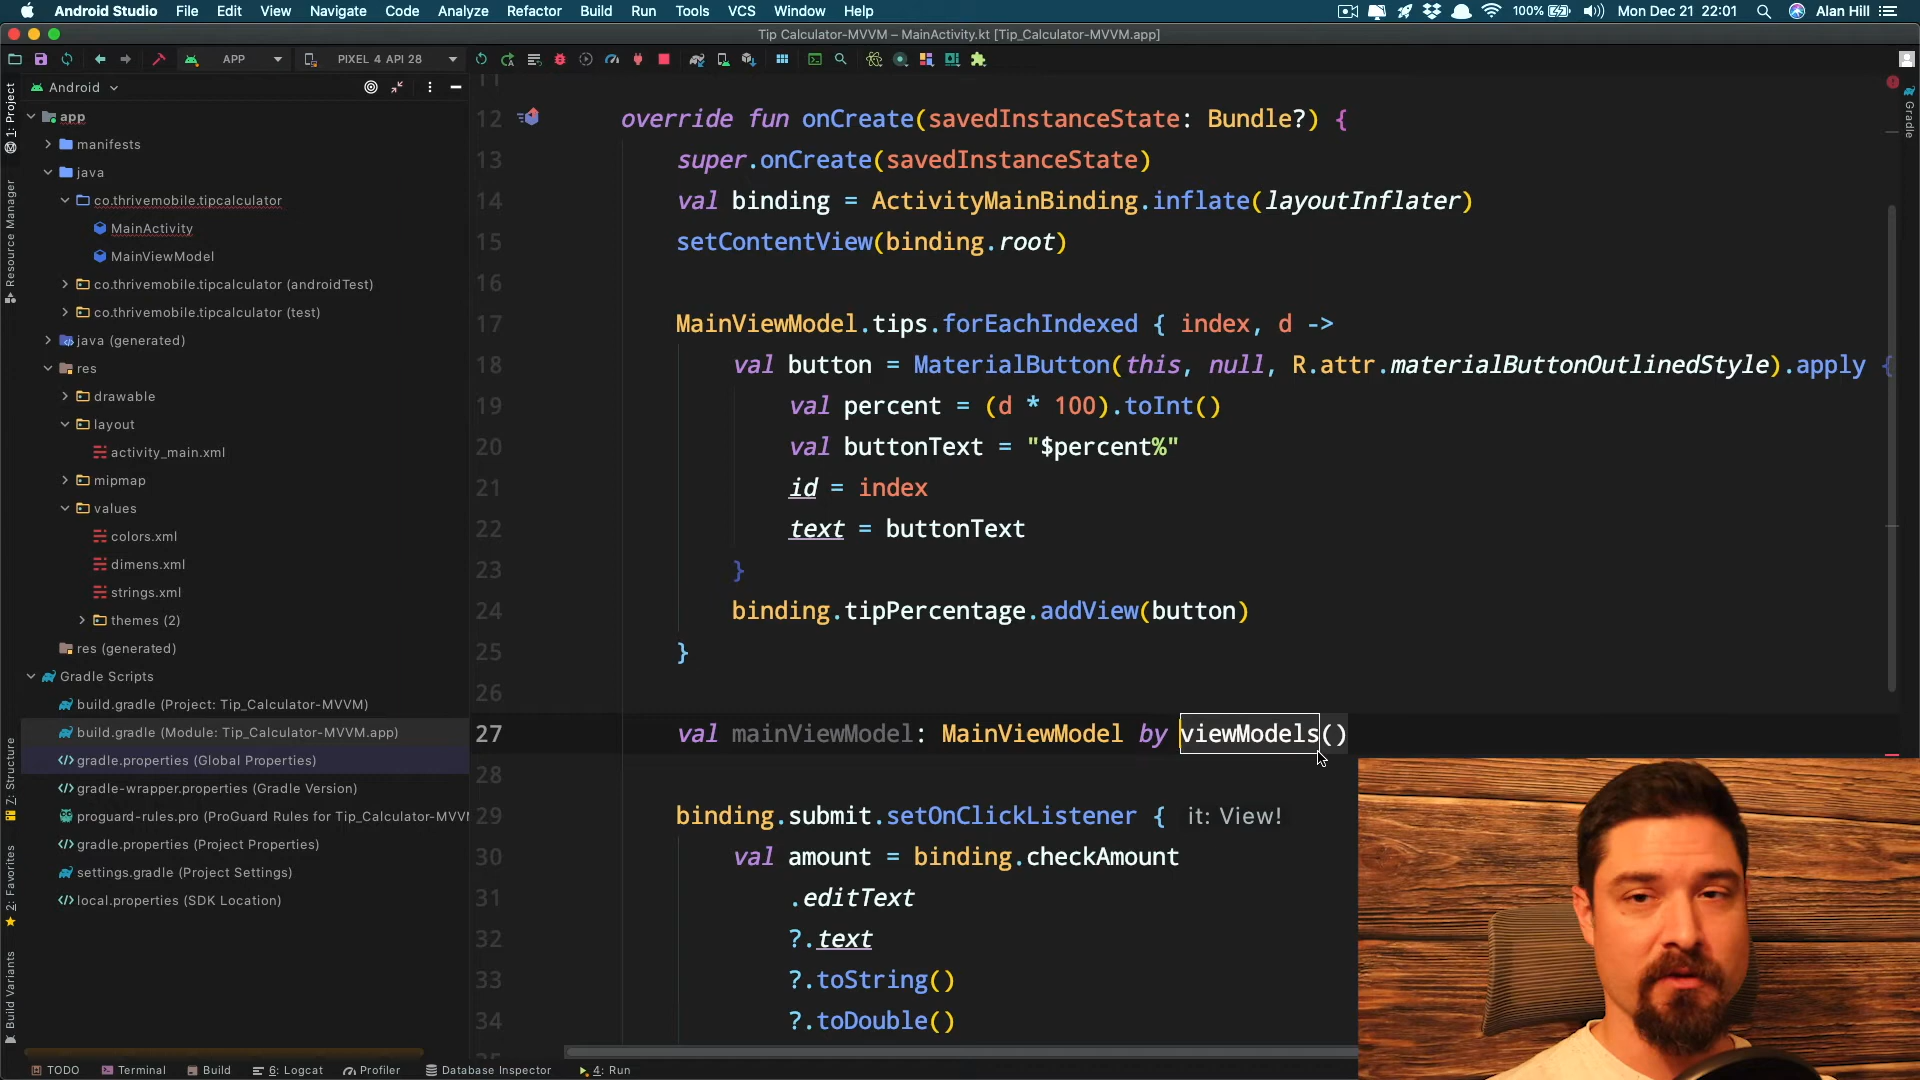 Android Studio File Edit View Navigate Code Analyze Refactor Build Run Tools VCS Window Help 100% Mon Dec 21 22:01 Alan Hill
Tip Calculator-MVVM – MainActivity.kt [Tip_Calculator-MVVM.app]
APP PIXEL 4 API 28
Android
1: Project
Resource Manager
Z: Structure
2: Favorites
Build Variants
Gradle
app
manifests
java
co.thrivemobile.tipcalculator
MainActivity
MainViewModel
co.thrivemobile.tipcalculator (androidTest)
co.thrivemobile.tipcalculator (test)
java (generated)
res
drawable
layout
activity_main.xml
mipmap
values
colors.xml
dimens.xml
strings.xml
themes (2)
res (generated)
Gradle Scripts
build.gradle (Project: Tip_Calculator-MVVM)
build.gradle (Module: Tip_Calculator-MVVM.app)
gradle.properties (Global Properties)
gradle-wrapper.properties (Gradle Version)
proguard-rules.pro (ProGuard Rules for Tip_Calculator-MVVM
gradle.properties (Project Properties)
settings.gradle (Project Settings)
local.properties (SDK Location)
11
12 override fun onCreate(savedInstanceState: Bundle?) {
13 super.onCreate(savedInstanceState)
14 val binding = ActivityMainBinding.inflate(layoutInflater)
15 setContentView(binding.root)
16
17 MainViewModel.tips.forEachIndexed { index, d ->
18 val button = MaterialButton(this, null, R.attr.materialButtonOutlinedStyle).apply {
19 val percent = (d * 100).toInt()
20 val buttonText = "$percent%"
21 id = index
22 text = buttonText
23 }
24 binding.tipPercentage.addView(button)
25 }
26
27 val mainViewModel: MainViewModel by viewModels()
28
29 binding.submit.setOnClickListener { it: View!
30 val amount = binding.checkAmount
31 .editText
32 ?.text
33 ?.toString()
34 ?.toDouble()
TODO Terminal Build 6: Logcat Profiler Database Inspector 4: Run